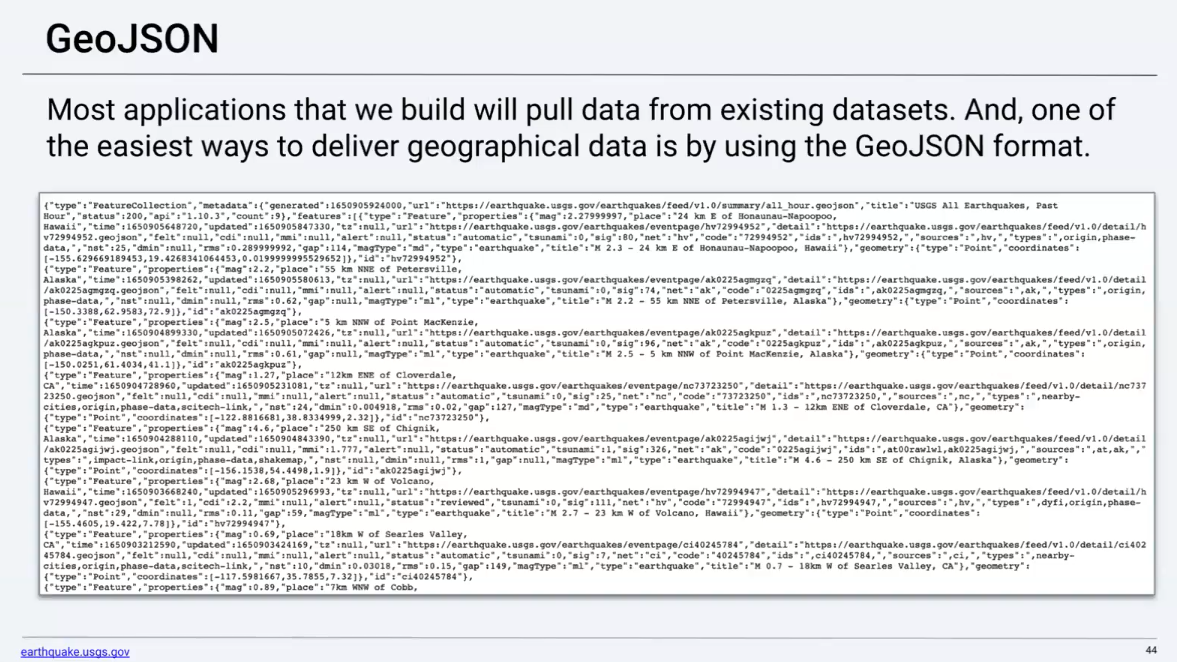 GeoJSON
Most applications that we build will pull data from existing datasets. And, one of
the easiest ways to deliver geographical data is by using the GeoJSON format.
{"type":"FeatureCollection","metadata":{"generated":1650905924000,"url":"https://earthquake.usgs.gov/earthquakes/feed/v1.0/summary/all_hour.geojson","title":"USGS All Earthquakes, Past
Hour","status":200,"api":"1.10.3","count":9},"features":[{"type":"Feature","properties":{"mag":2.27999997,"place":"24 km E of Honaunau-Napoopoo,
Hawaii","time":1650905648720,"updated":1650905847330,"tz":null,"url":"https://earthquake.usgs.gov/earthquakes/eventpage/hv72994952","detail":"https://earthquake.usgs.gov/earthquakes/feed/v1.0/detail/h
v72994952.geojson","felt":null,"cdi":null,"mmi":null,"alert":null,"status":"automatic","tsunami":0,"sig":80,"net":"hv","code":"72994952","ids":",hv72994952,","sources":",hv,","types":",origin,phase-
data,","nst":25,"dmin":null,"rms":0.289999992,"gap":114,"magType":"md","type":"earthquake","title":"M 2.3 - 24 km E of Honaunau-Napoopoo, Hawaii"},"geometry":{"type":"Point","coordinates":
[-155.629669189453,19.4268341064453,0.0199999995529652]},"id":"hv72994952"},
{"type":"Feature","properties":{"mag":2.2,"place":"55 km NNE of Petersville,
Alaska","time":1650905398262,"updated":1650905580613,"tz":null,"url":"https://earthquake.usgs.gov/earthquakes/eventpage/ak0225agmgzq","detail":"https://earthquake.usgs.gov/earthquakes/feed/v1.0/detail
/ak0225agmgzq.geojson","felt":null,"cdi":null,"mmi":null,"alert":null,"status":"automatic","tsunami":0,"sig":74,"net":"ak","code":"0225agmgzq","ids":",ak0225agmgzq,","sources":",ak,","types":",origin,
phase-data,","nst":null,"dmin":null,"rms":0.62,"gap":null,"magType":"ml","type":"earthquake","title":"M 2.2 - 55 km NNE of Petersville, Alaska"},"geometry":{"type":"Point","coordinates":
[-150.3388,62.9583,72.9]},"id":"ak0225agmgzq"},
{"type":"Feature","properties":{"mag":2.5,"place":"5 km NNW of Point MacKenzie,
Alaska","time":1650904899330,"updated":1650905072426,"tz":null,"url":"https://earthquake.usgs.gov/earthquakes/eventpage/ak0225agkpuz","detail":"https://earthquake.usgs.gov/earthquakes/feed/v1.0/detail
/ak0225agkpuz.geojson","felt":null,"cdi":null,"mmi":null,"alert":null,"status":"automatic","tsunami":0,"sig":96,"net":"ak","code":"0225agkpuz","ids":",ak0225agkpuz,","sources":",ak,","types":",origin,
phase-data,","nst":null,"dmin":null,"rms":0.61,"gap":null,"magType":"ml","type":"earthquake","title":"M 2.5 - 5 km NNW of Point MacKenzie, Alaska"},"geometry":{"type":"Point","coordinates":
[-150.0251,61.4034,41.1]},"id":"ak0225agkpuz"},
{"type":"Feature","properties":{"mag":1.27,"place":"12km ENE of Cloverdale,
CA","time":1650904728960,"updated":1650905231081,"tz":null,"url":"https://earthquake.usgs.gov/earthquakes/eventpage/nc73723250","detail":"https://earthquake.usgs.gov/earthquakes/feed/v1.0/detail/nc737
23250.geojson","felt":null,"cdi":null,"mmi":null,"alert":null,"status":"automatic","tsunami":0,"sig":25,"net":"nc","code":"73723250","ids":",nc73723250,","sources":",nc,","types":",nearby-
cities,origin,phase-data,scitech-link,","nst":24,"dmin":0.004918,"rms":0.02,"gap":127,"magType":"md","type":"earthquake","title":"M 1.3 - 12km ENE of Cloverdale, CA"},"geometry":
{"type":"Point","coordinates":[-122.8816681,38.8334999,2.32]},"id":"nc73723250"},
{"type":"Feature","properties":{"mag":4.6,"place":"250 km SE of Chignik,
Alaska","time":1650904288110,"updated":1650904843390,"tz":null,"url":"https://earthquake.usgs.gov/earthquakes/eventpage/ak0225agijwj","detail":"https://earthquake.usgs.gov/earthquakes/feed/v1.0/detail
/ak0225agijwj.geojson","felt":null,"cdi":null,"mmi":1.777,"alert":null,"status":"automatic","tsunami":1,"sig":326,"net":"ak","code":"0225agijwj","ids":",at00rawlwl,ak0225agijwj,","sources":",at,ak,","
types":",impact-link,origin,phase-data,shakemap,","nst":null,"dmin":null,"rms":1,"gap":null,"magType":"ml","type":"earthquake","title":"M 4.6 - 250 km SE of Chignik, Alaska"},"geometry":
{"type":"Point","coordinates":[-156.1538,54.4498,1.9]},"id":"ak0225agijwj"},
{"type":"Feature","properties":{"mag":2.68,"place":"23 km W of Volcano,
Hawaii","time":1650903668240,"updated":1650905296993,"tz":null,"url":"https://earthquake.usgs.gov/earthquakes/eventpage/hv72994947","detail":"https://earthquake.usgs.gov/earthquakes/feed/v1.0/detail/h
v72994947.geojson","felt":1,"cdi":2.2,"mmi":null,"alert":null,"status":"reviewed","tsunami":0,"sig":111,"net":"hv","code":"72994947","ids":",hv72994947,","sources":",hv,","types":",dyfi,origin,phase-
data,","nst":29,"dmin":null,"rms":0.11,"gap":59,"magType":"ml","type":"earthquake","title":"M 2.7 - 23 km W of Volcano, Hawaii"},"geometry":{"type":"Point","coordinates":
[-155.4605,19.422,7.78]},"id":"hv72994947"},
{"type":"Feature","properties":{"mag":0.69,"place":"18km W of Searles Valley,
CA","time":1650903212590,"updated":1650903424169,"tz":null,"url":"https://earthquake.usgs.gov/earthquakes/eventpage/ci40245784","detail":"https://earthquake.usgs.gov/earthquakes/feed/v1.0/detail/ci402
45784.geojson","felt":null,"cdi":null,"mmi":null,"alert":null,"status":"automatic","tsunami":0,"sig":7,"net":"ci","code":"40245784","ids":",ci40245784,","sources":",ci,","types":",nearby-
cities,origin,phase-data,scitech-link,","nst":10,"dmin":0.03018,"rms":0.15,"gap":149,"magType":"ml","type":"earthquake","title":"M 0.7 - 18km W of Searles Valley, CA"},"geometry":
{"type":"Point","coordinates":[-117.5981667,35.7855,7.32]},"id":"ci40245784"},
{"type":"Feature","properties":{"mag":0.89,"place":"7km WNW of Cobb,
earthquake.usgs.gov
44